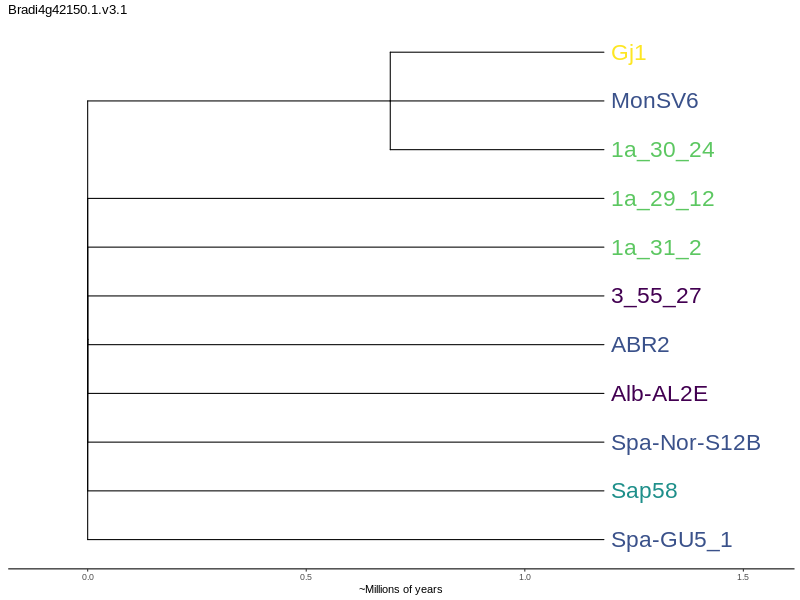 Bradi4g42150.1.v3.1
Gj1
MonSV6
1a_30_24
1a_29_12
1a_31_2
3_55_27
ABR2
Alb-AL2E
Spa-Nor-S12B
Sap58
Spa-GU5_1
0.0 0.5 1.0 1.5
~Millions of years